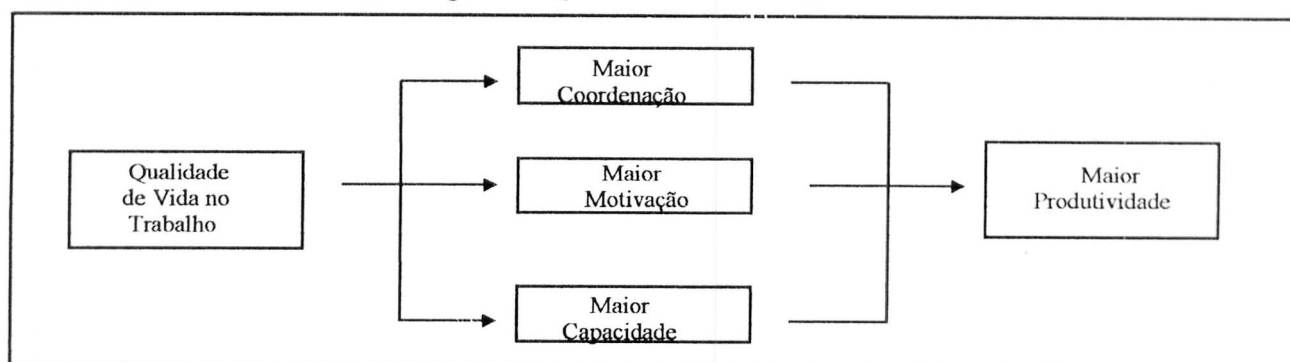 Qualidade
de Vida no
Trabalho
Maior
Coordenação
Maior
Motivação
Maior
Capacidade
Maior
Produtividade